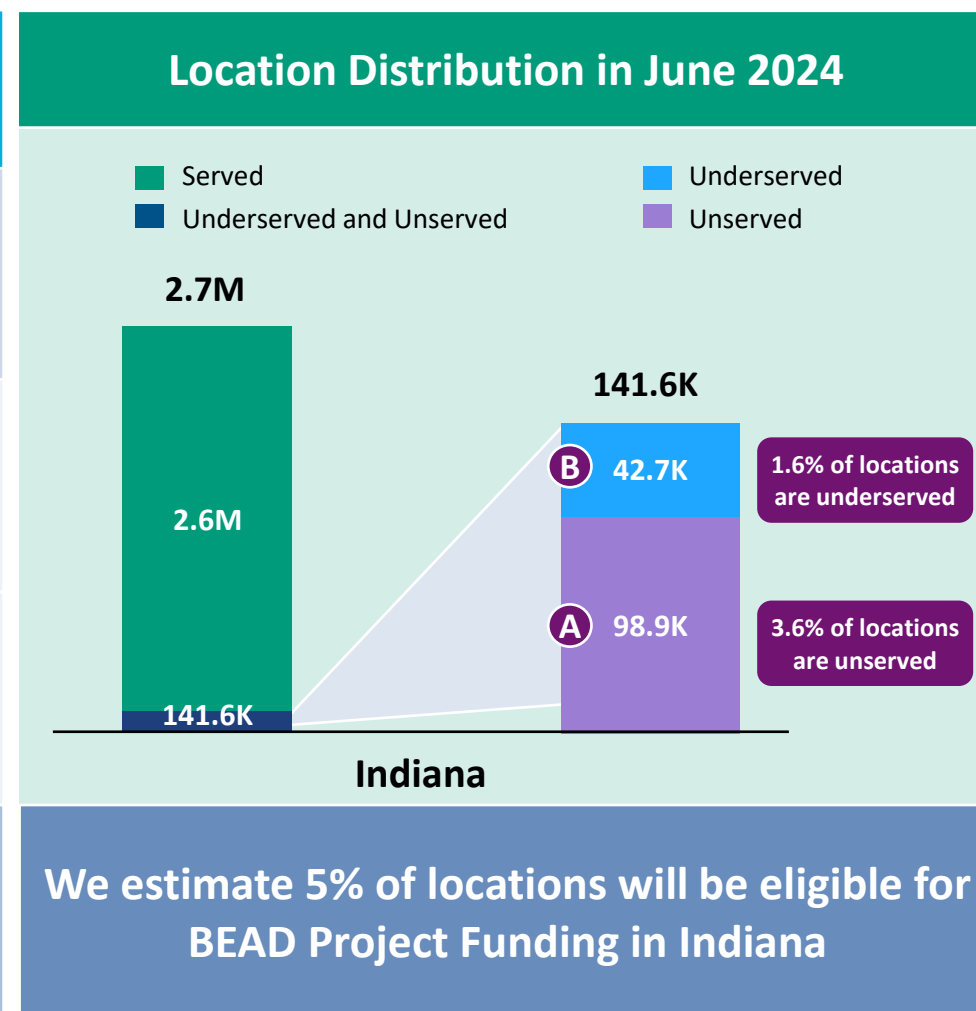 Location Distribution in June 2024
Served
Underserved
Underserved and Unserved
Unserved
2.7M
141.6K
B
42.7K
1.6% of locations
are underserved
2.6M
A
98.9K
3.6% of locations
are unserved
141.6K
Indiana
We estimate 5% of locations will be eligible for
BEAD Project Funding in Indiana